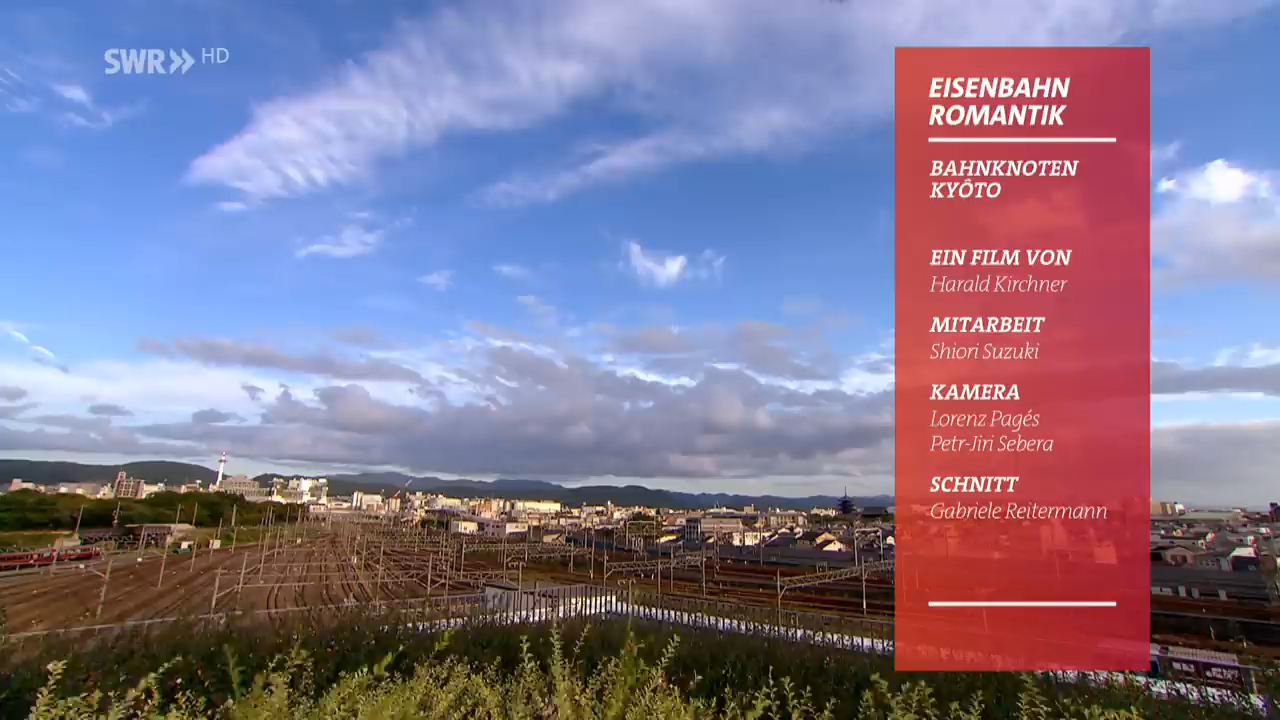 SWR» HD
EISENBAHN
ROMANTIK
BAHNKNOTEN
KYÔTO
EIN FILM VON
Harald Kirchner
MITARBEIT
Shiori Suzuki
KAMERA
Lorenz Pagés
Petr-Jiri Sebera
SCHNITT
Gabriele Reitermann